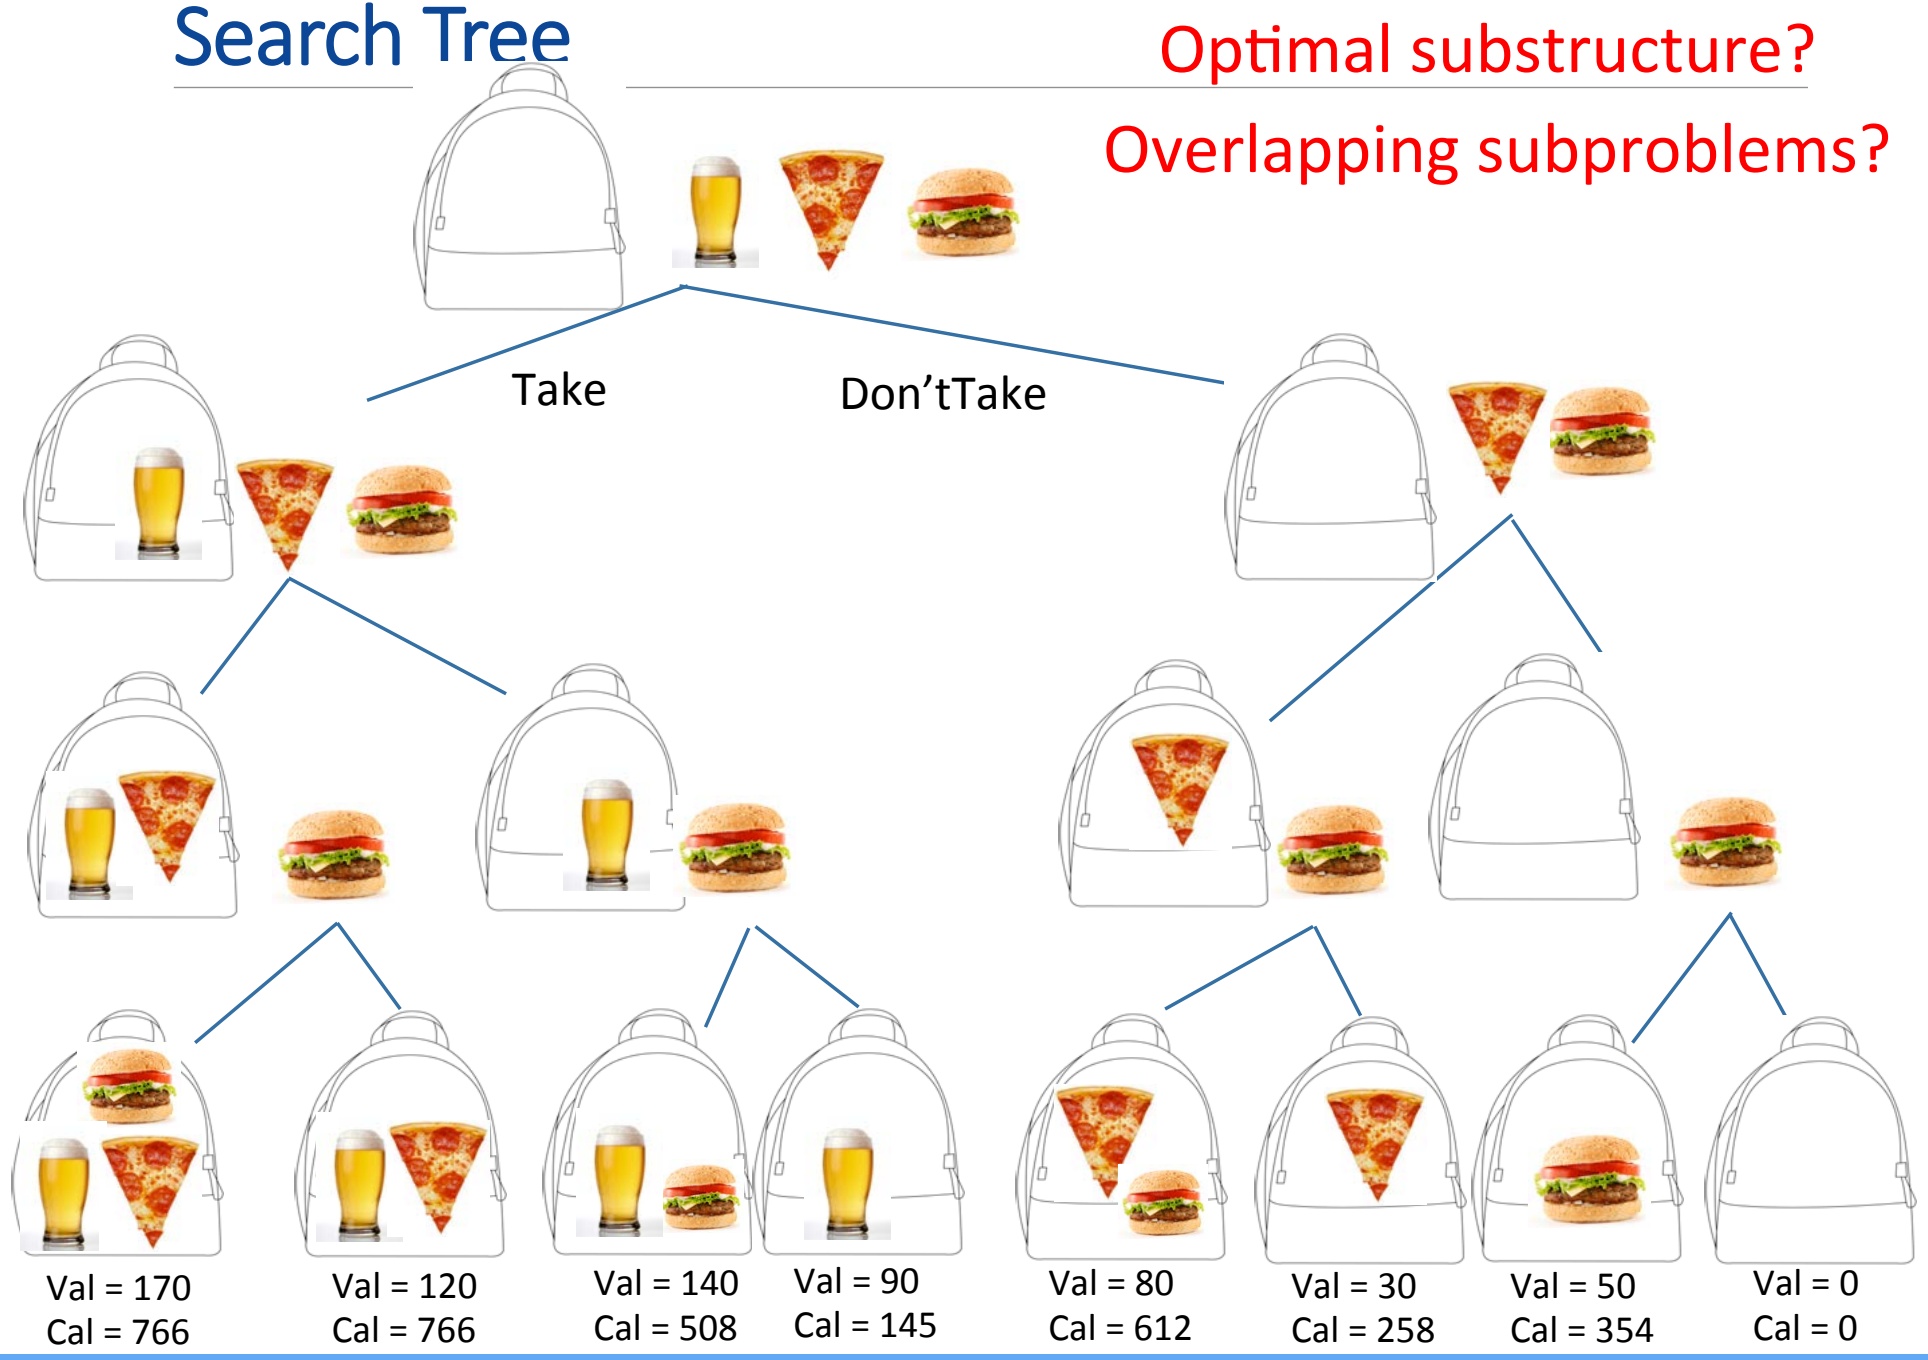 Search Tree
Optimal substructure?
Overlapping subproblems?
Take
Don'tTake
Val = 170
Cal = 766
Val = 120
Cal = 766
Val = 140
Cal = 508
Val = 90
Cal = 145
Val = 80
Cal = 612
Val = 30
Cal = 258
Val = 50
Cal = 354
Val = 0
Cal = 0